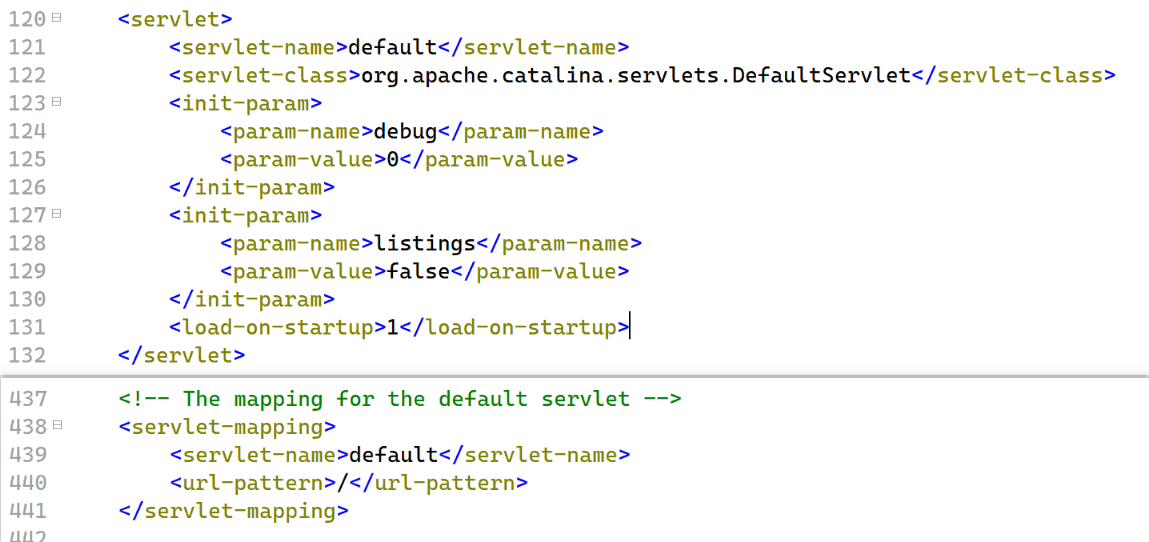 120 <servlet>
121 <servlet-name>default</servlet-name>
122 <servlet-class>org.apache.catalina.servlets.DefaultServlet</servlet-class>
123 <init-param>
124 <param-name>debug</param-name>
125 <param-value>0</param-value>
126 </init-param>
127 <init-param>
128 <param-name>listings</param-name>
129 <param-value>false</param-value>
130 </init-param>
131 <load-on-startup>1</load-on-startup>
132 </servlet>
437 <!-- The mapping for the default servlet -->
438 <servlet-mapping>
439 <servlet-name>default</servlet-name>
440 <url-pattern>/</url-pattern>
441 </servlet-mapping>
442